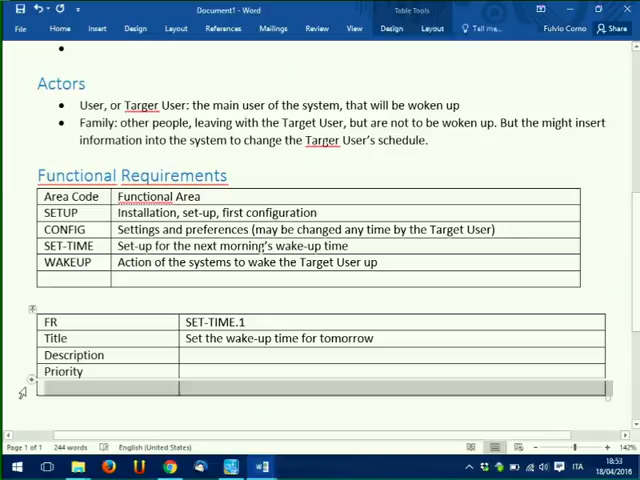 Document1 - Word
Table Tools
File Home Insert Design Layout References Mailings Review View Design Layout Tell me... Fulvio Corno Share
Actors
User, or Targer User: the main user of the system, that will be woken up
Family: other people, leaving with the Target User, but are not to be woken up. But the might insert
information into the system to change the Targer User's schedule.
Functional Requirements
Area Code Functional Area
SETUP Installation, set-up, first configuration
CONFIG Settings and preferences (may be changed any time by the Target User)
SET-TIME Set-up for the next morning's wake-up time
WAKEUP Action of the systems to wake the Target User up
FR SET-TIME.1
Title Set the wake-up time for tomorrow
Description
Priority
Page 1 of 1 244 words English (United States) 142%
ITA
18:53
18/04/2016